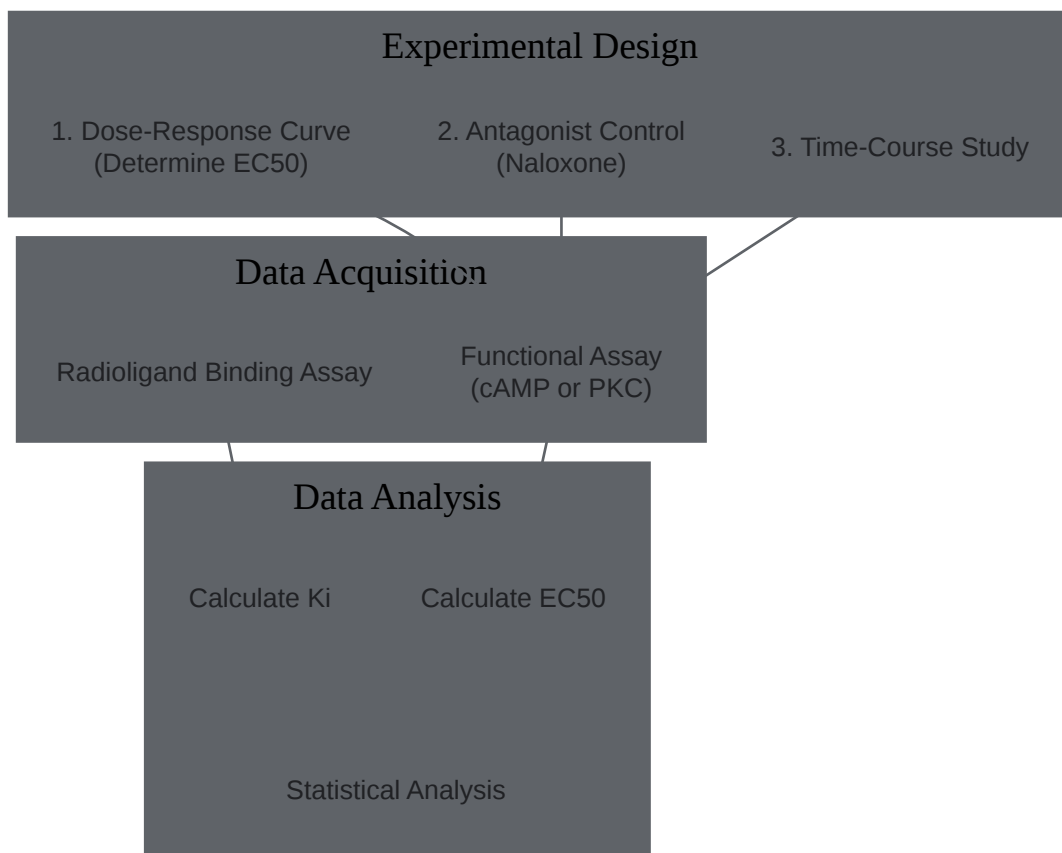 Experimental Design
1. Dose-Response Curve
(Determine EC50)
2. Antagonist Control
(Naloxone)
3. Time-Course Study
Data Acquisition
Radioligand Binding Assay
Functional Assay
(cAMP or PKC)
Data Analysis
Calculate Ki
Calculate EC50
Statistical Analysis